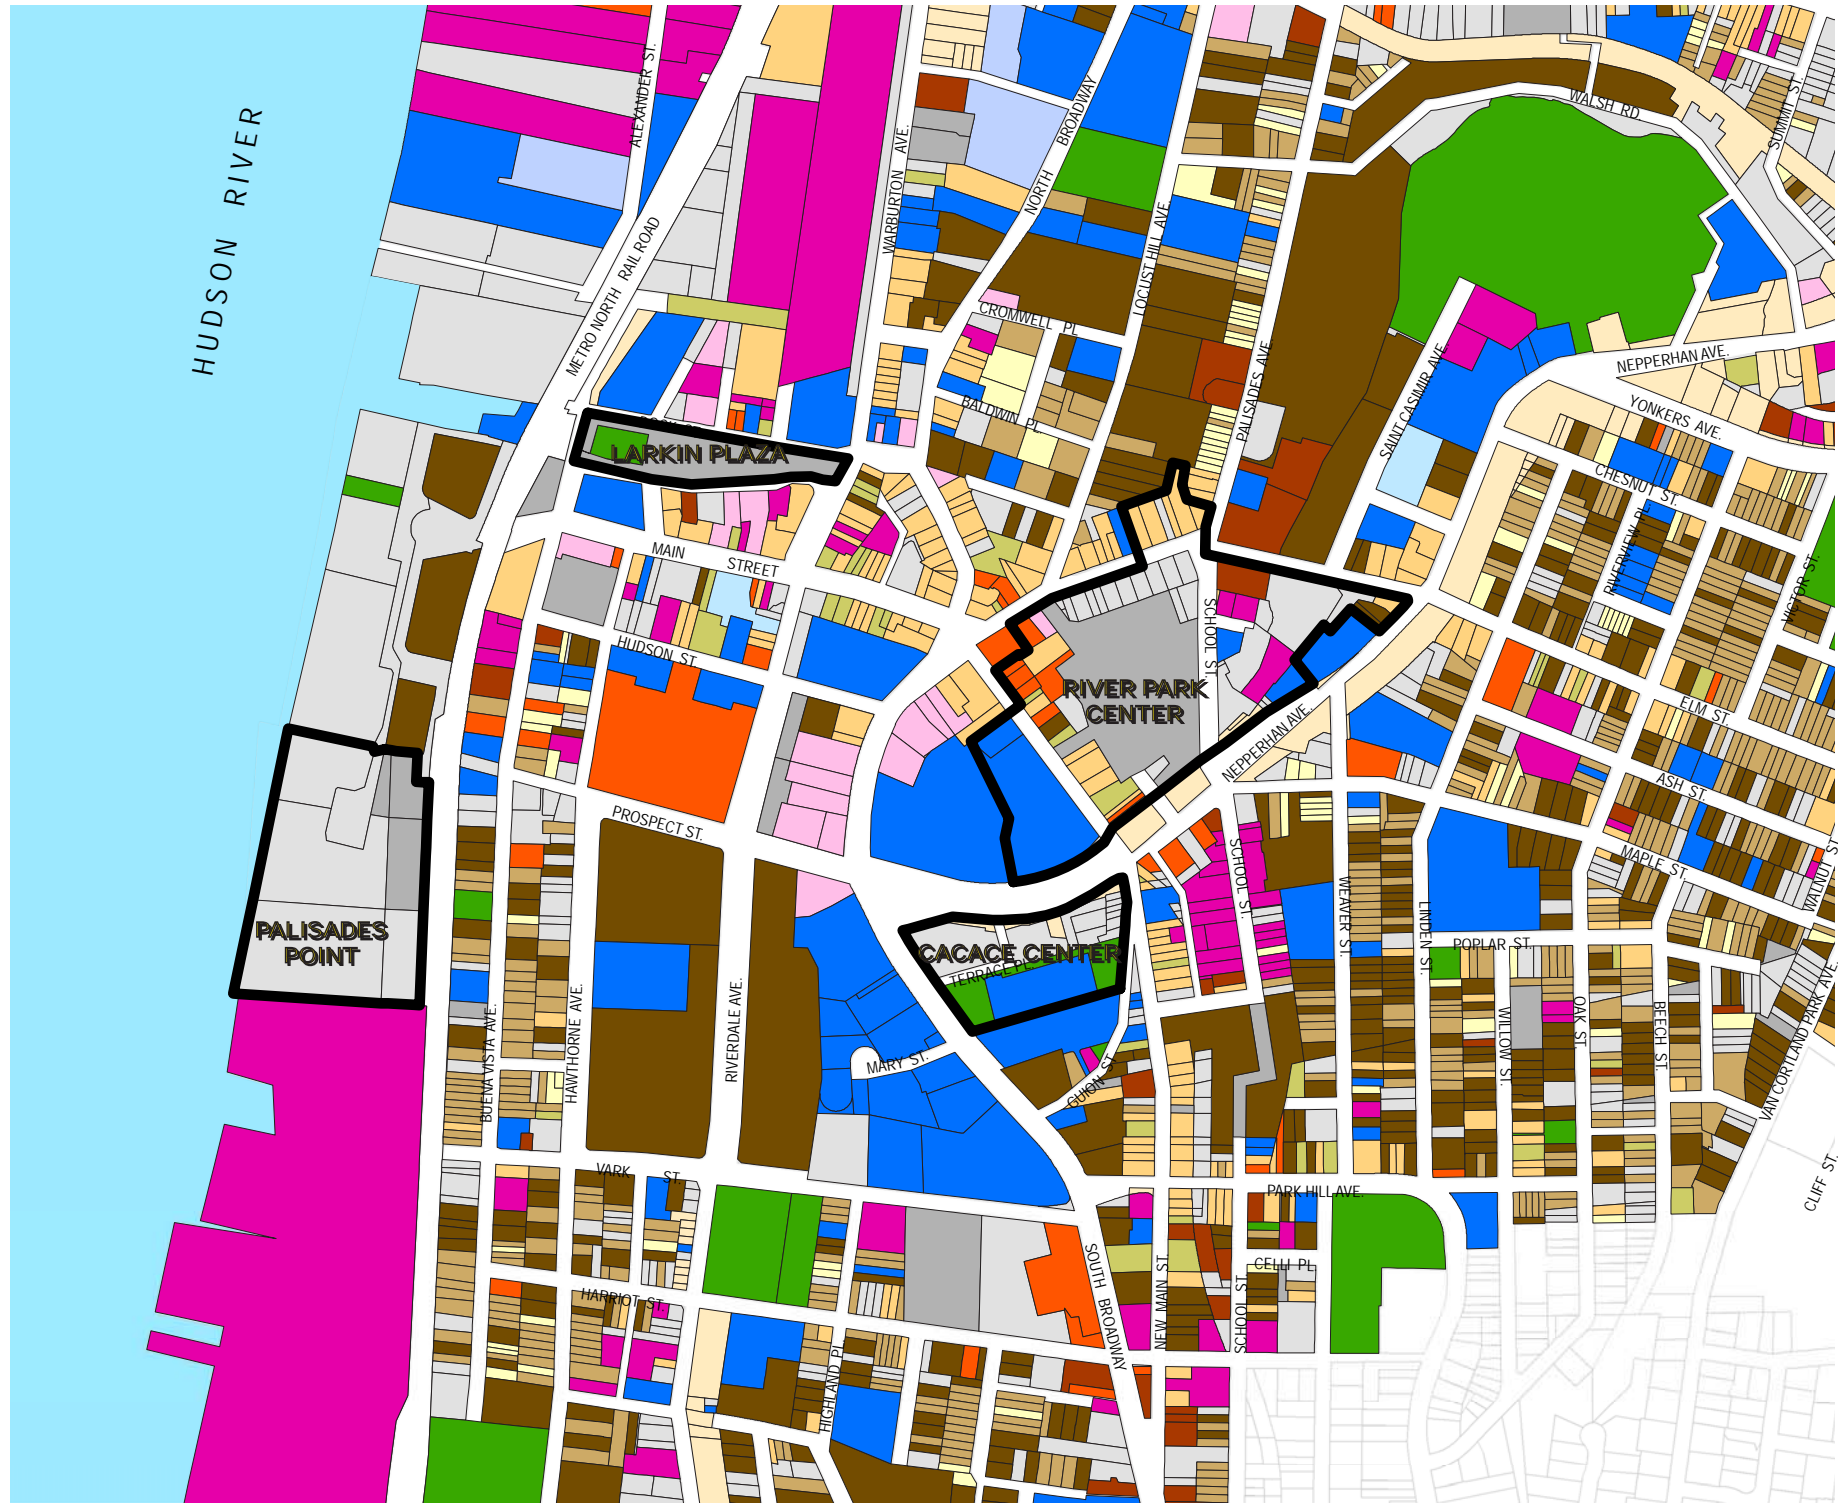 HUDSON RIVER
ALEXANDER ST.
METRO NORTH RAILROAD
WARBURTON AVE.
NORTH BROADWAY
LOCUST HILL AVE.
PALISADES AVE.
WALSH RD
SUMMIT ST.
SAINT CASIMIR AVE.
NEPPERHAN AVE.
YONKERS AVE.
CROMWELL PL
BALDWIN PL.
LARKIN PLAZA
CHESNUT ST.
RIVERVIEW PL.
VICTOR ST.
MAIN STREET
HUDSON ST.
SCHOOL ST.
RIVER PARK
CENTER
NEPPERHAN AVE.
ELM ST.
ASH ST.
PROSPECT ST.
MAPLE ST.
WALNUT ST.
SCHOOL ST.
WEAVER ST.
LINDEN ST.
POPLAR ST.
PALISADES
POINT
CACACE CENTER
TERRACE PL.
BUENA VISTA AVE.
HAWTHORNE AVE.
RIVERDALE AVE.
MARY ST.
GUION ST
WILLOW ST.
OAK ST.
BEECH ST.
VAN CORTLAND PARK AVE.
CLIFF ST.
VARK ST.
PARK HILL AVE.
HARRIOT ST.
HIGHLAND PL
SOUTH BROADWAY
NEW MAIN ST.
SCHOOL ST.
CELLI PL